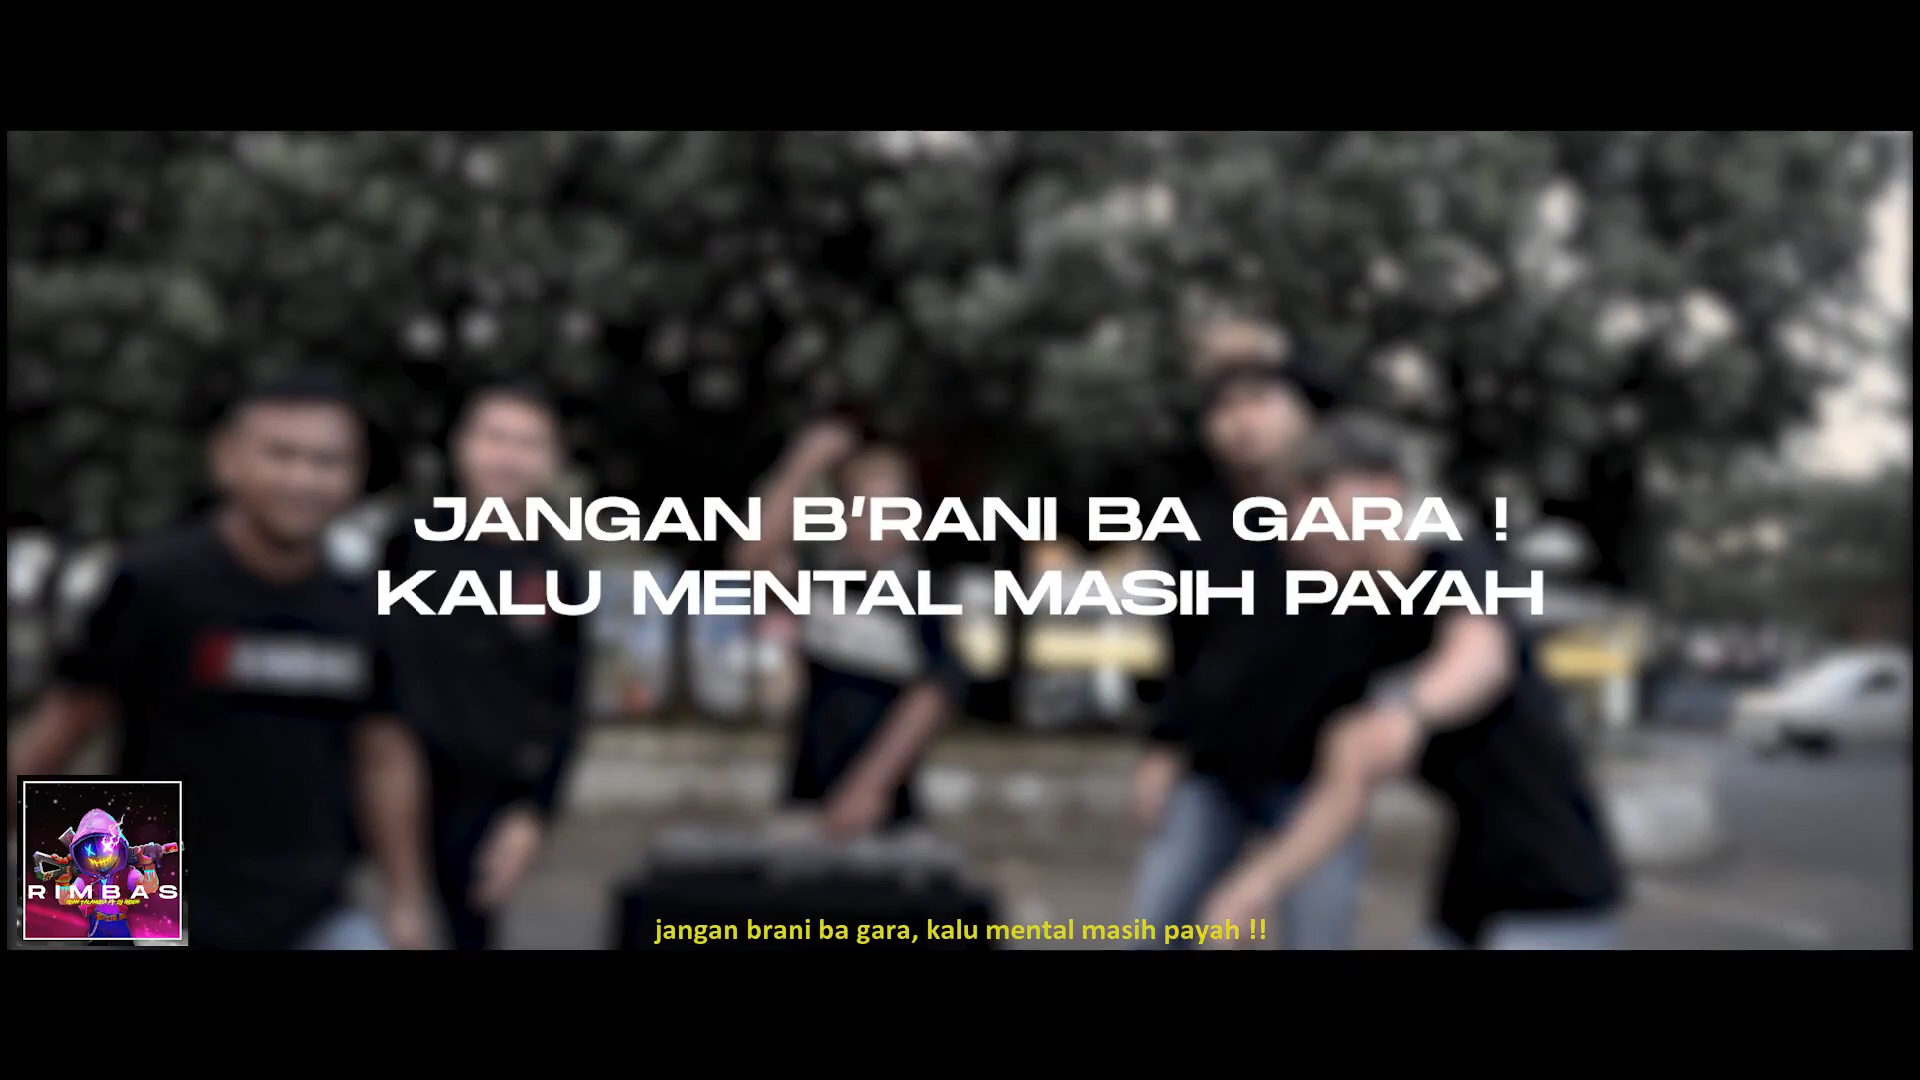 JANGAN B'RANI BA GARA !
KALU MENTAL MASIH PAYAH
RIMBAS
jangan brani ba gara, kalu mental masih payah !!